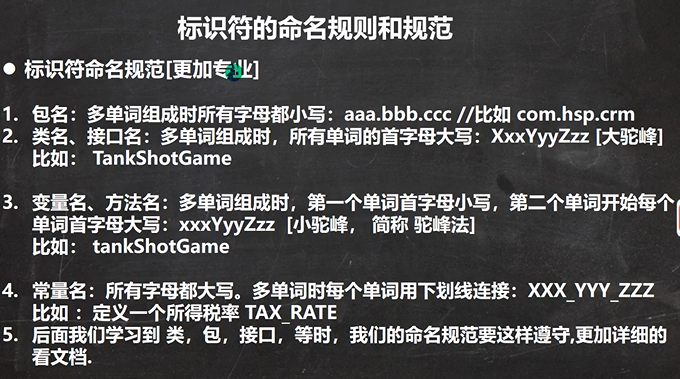 标识符的命名规则和规范
● 标识符命名规范[更加专业]
1. 包名：多单词组成时所有字母都小写：aaa.bbb.ccc //比如 com.hsp.crm
2. 类名、接口名：多单词组成时，所有单词的首字母大写：XxxYyyZzz [大驼峰]
比如： TankShotGame
3. 变量名、方法名：多单词组成时，第一个单词首字母小写，第二个单词开始每个
单词首字母大写：xxxYyyZzz [小驼峰， 简称 驼峰法]
比如： tankShotGame
4. 常量名：所有字母都大写。多单词时每个单词用下划线连接：XXX_YYY_ZZZ
比如 ：定义一个所得税率 TAX_RATE
5. 后面我们学习到 类，包，接口，等时，我们的命名规范要这样遵守,更加详细的
看文档.